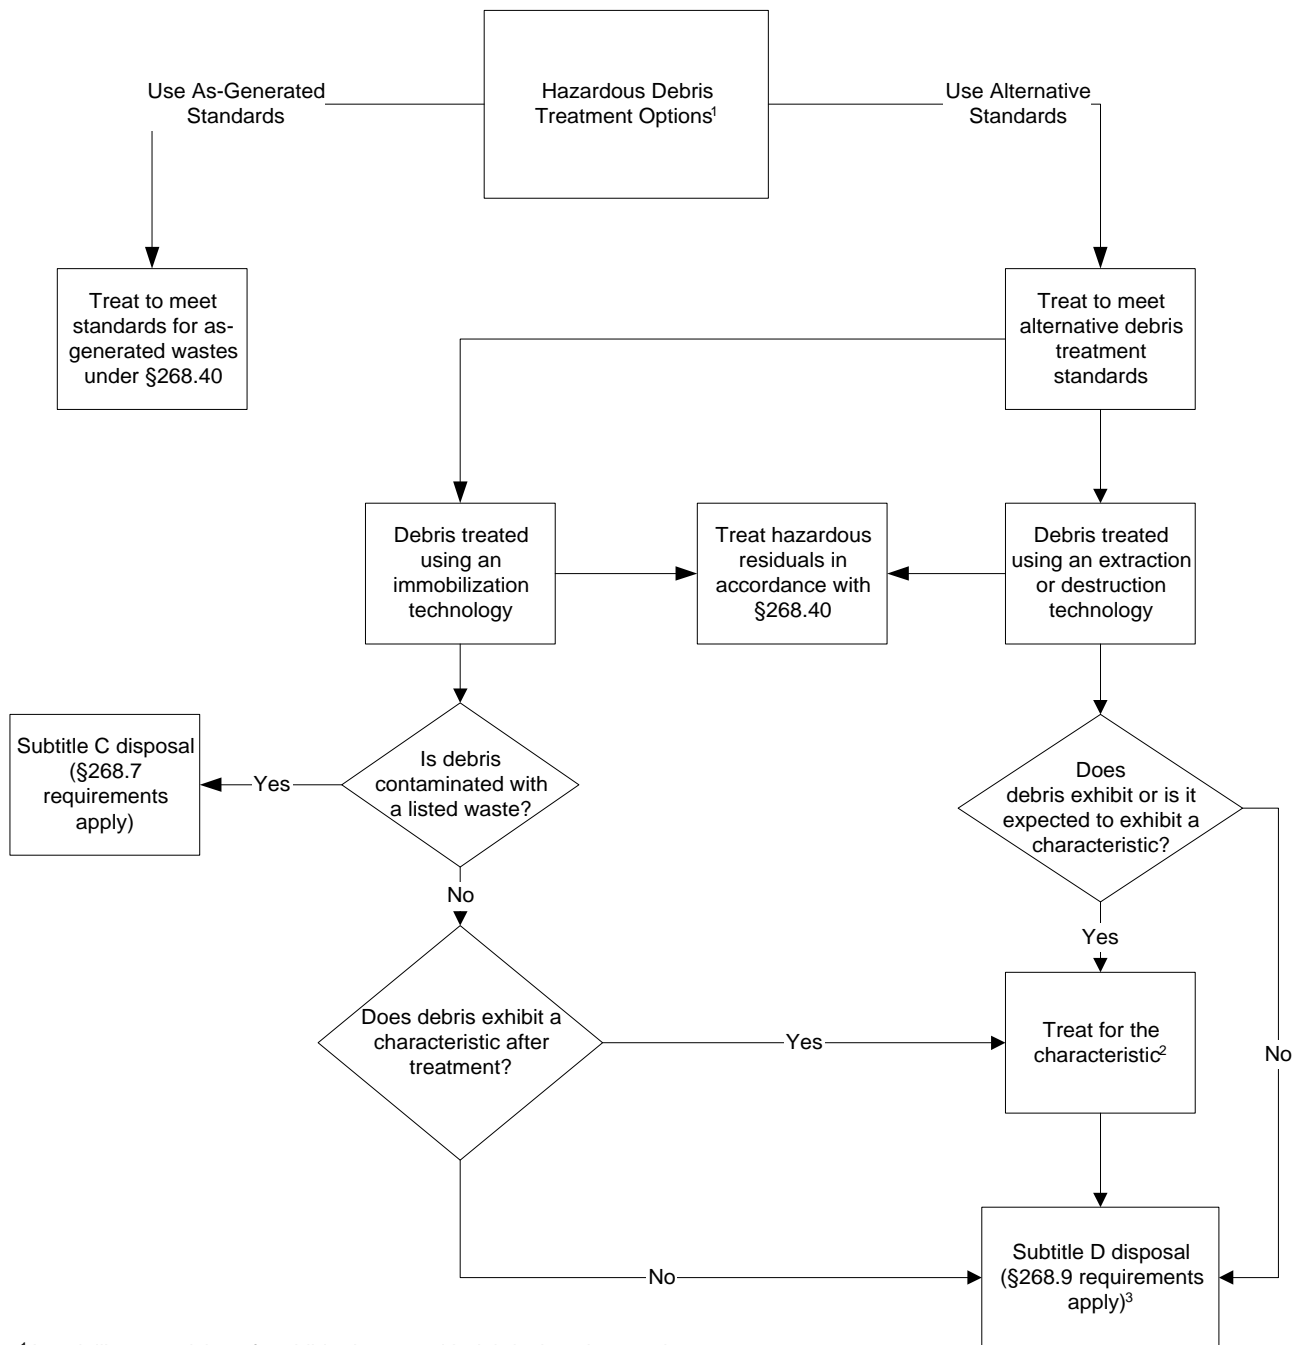 Hazardous Debris
Treatment Options¹
Use As-Generated
Standards
Use Alternative
Standards
Treat to meet
standards for as-
generated wastes
under §268.40
Treat to meet
alternative debris
treatment
standards
Debris treated
using an
immobilization
technology
Treat hazardous
residuals in
accordance with
§268.40
Debris treated
using an extraction
or destruction
technology
Subtitle C disposal
(§268.7
requirements
apply)
Yes
Is debris
contaminated with
a listed waste?
Does
debris exhibit or is it
expected to exhibit a
characteristic?
No
Yes
Does debris exhibit a
characteristic after
treatment?
Yes
Treat for the
characteristic²
No
No
Subtitle D disposal
(§268.9 requirements
apply)³